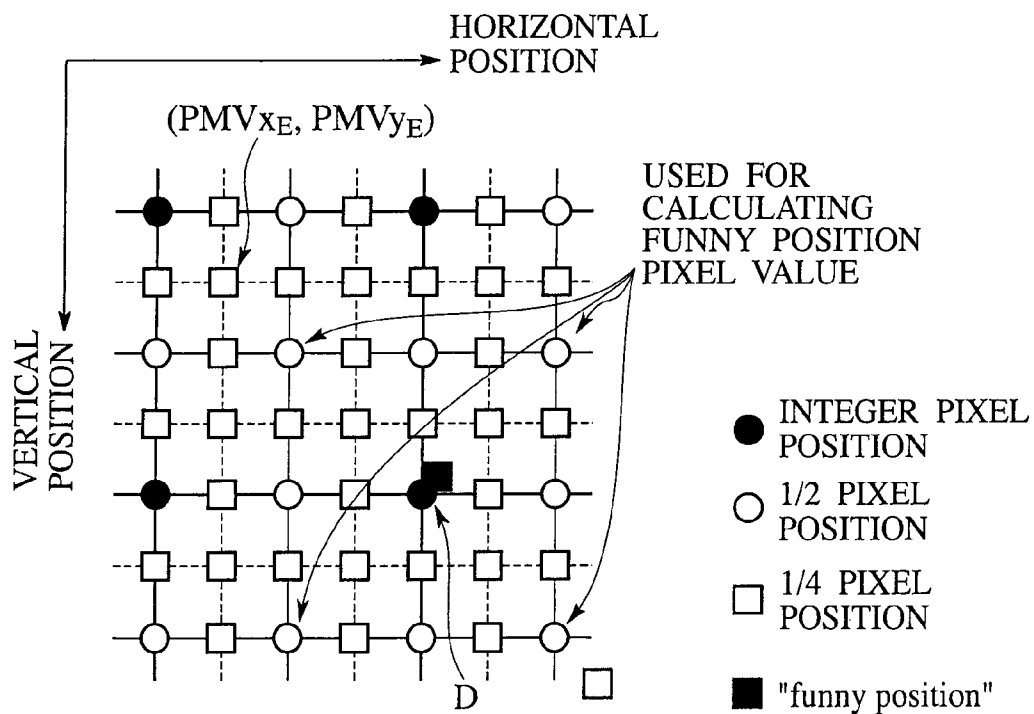 HORIZONTAL
POSITION
(PMVxE, PMVyE)
USED FOR
CALCULATING
FUNNY POSITION
PIXEL VALUE
VERTICAL
POSITION
INTEGER PIXEL
POSITION
1/2 PIXEL
POSITION
1/4 PIXEL
POSITION
D
"funny position"